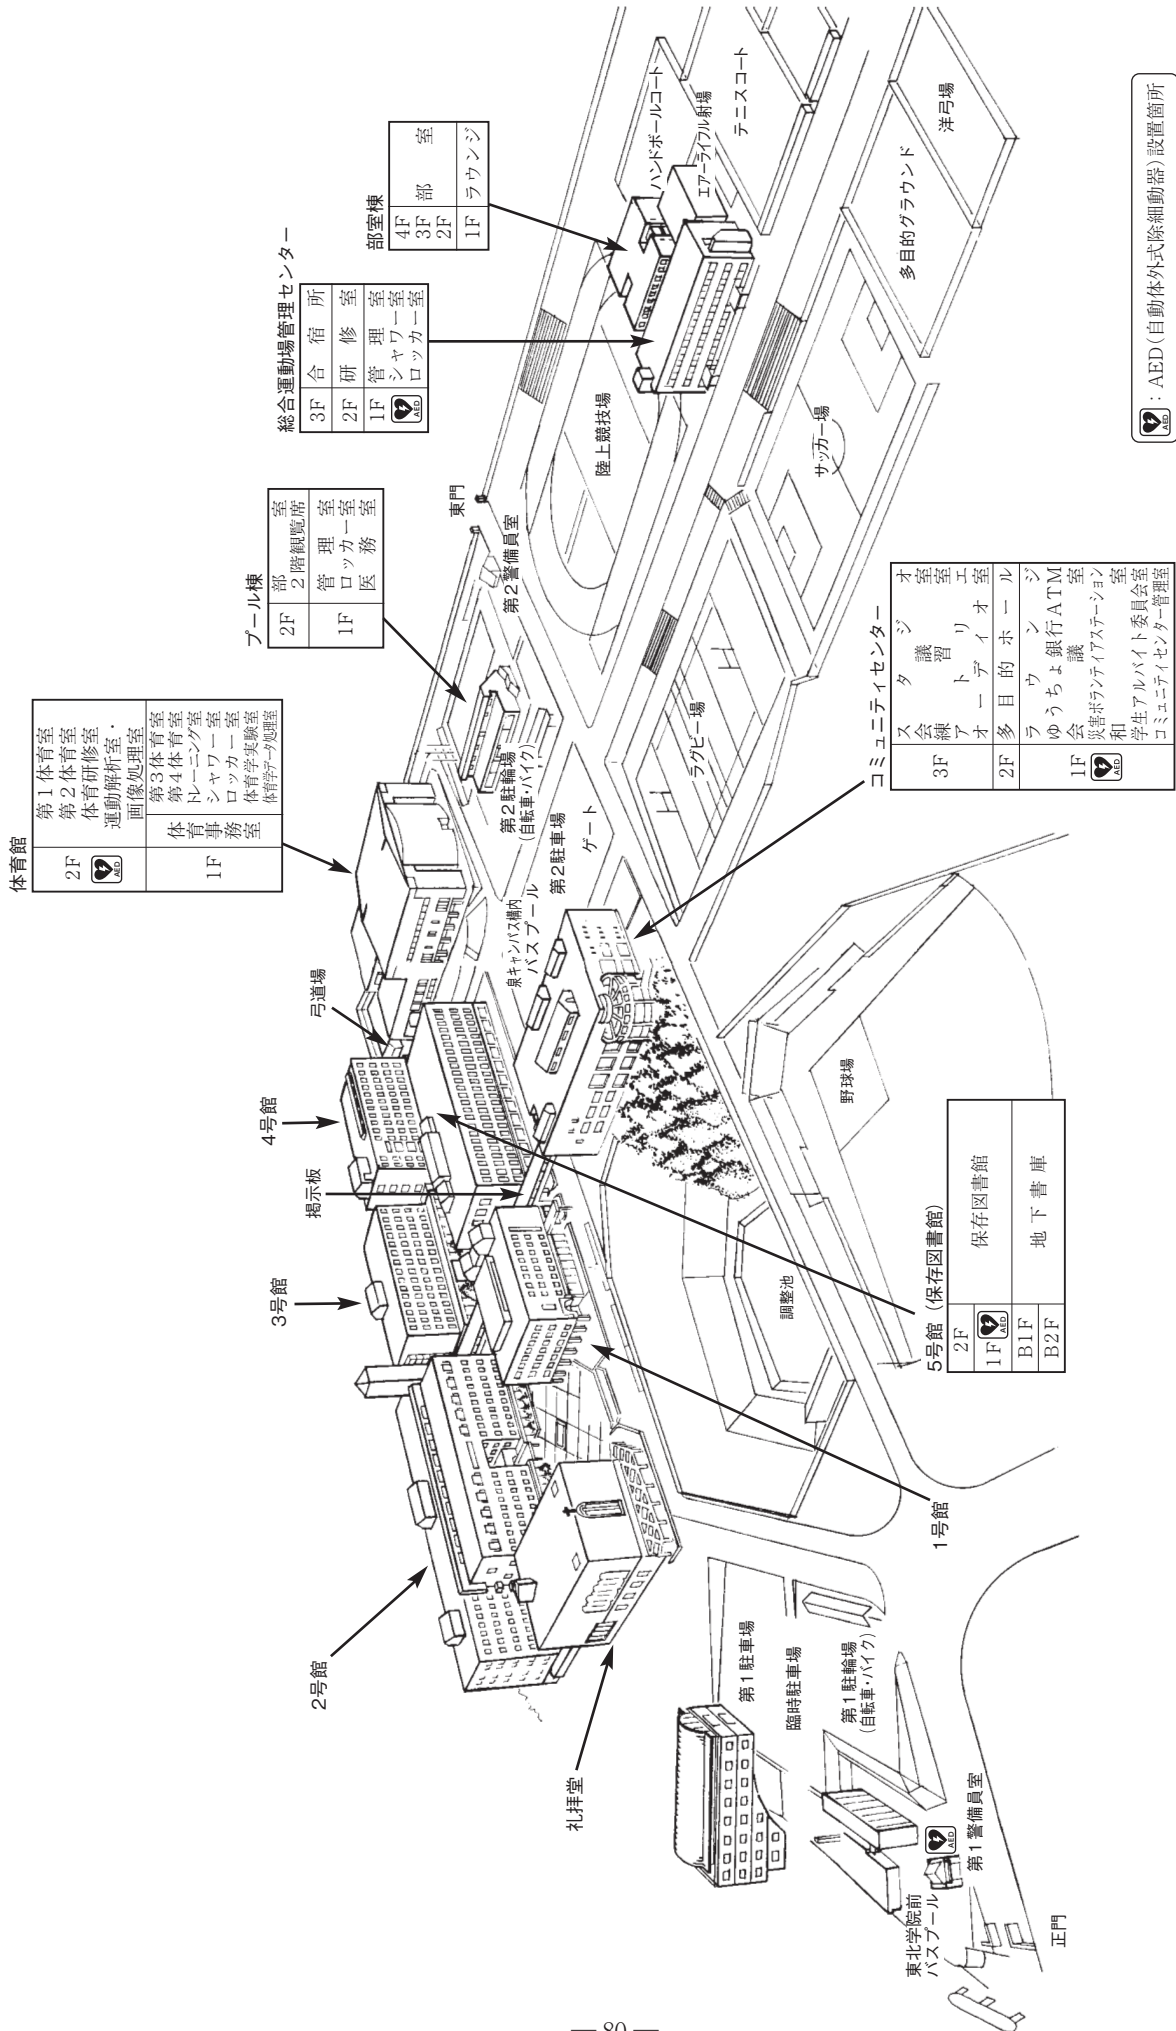 体育館
2F
AED
第1体育室
第2体育室
体育研修室
運動解析室・
画像処理室
1F
体育事務室
第3体育室
第4体育室
トレーニング室
シャワー室
ロッカー室
体育学実験室
体育学データ処理室
プール棟
2F
部室
2階観覧席
1F
管理室
ロッカー室
医務室
総合運動場管理センター
3F 合宿所
2F 研修室
1F
AED
管理室
シャワー室
ロッカー室
部室棟
4F
3F
2F
部室
1F ラウンジ
4号館
弓道場
掲示板
3号館
2号館
礼拝堂
東門
第2警備員室
陸上競技場
ハンドボールコート
エアーライフル射場
テニスコート
第2駐輪場
(自転車・バイク)
第2駐車場
泉キャンパス構内
バスプール
ゲート
ラグビー場
サッカー場
多目的グラウンド
洋弓場
コミュニティセンター
3F
スタジオ
会議室
練習室
アトリエ
オーディオ室
2F 多目的ホール
1F
AED
ラウンジ
ゆうちょ銀行ATM
会議室
災害ボランティアステーション
和室
学生アルバイト委員会室
コミュニティセンター管理室
野球場
調整池
5号館(保存図書館)
2F
1F
AED
保存図書館
B1F
B2F
地下書庫
1号館
第1駐車場
臨時駐車場
第1駐輪場
(自転車・バイク)
AED
第1警備員室
東北学院前
バスプール
正門
AED
:AED(自動体外式除細動器)設置箇所
— 80 —